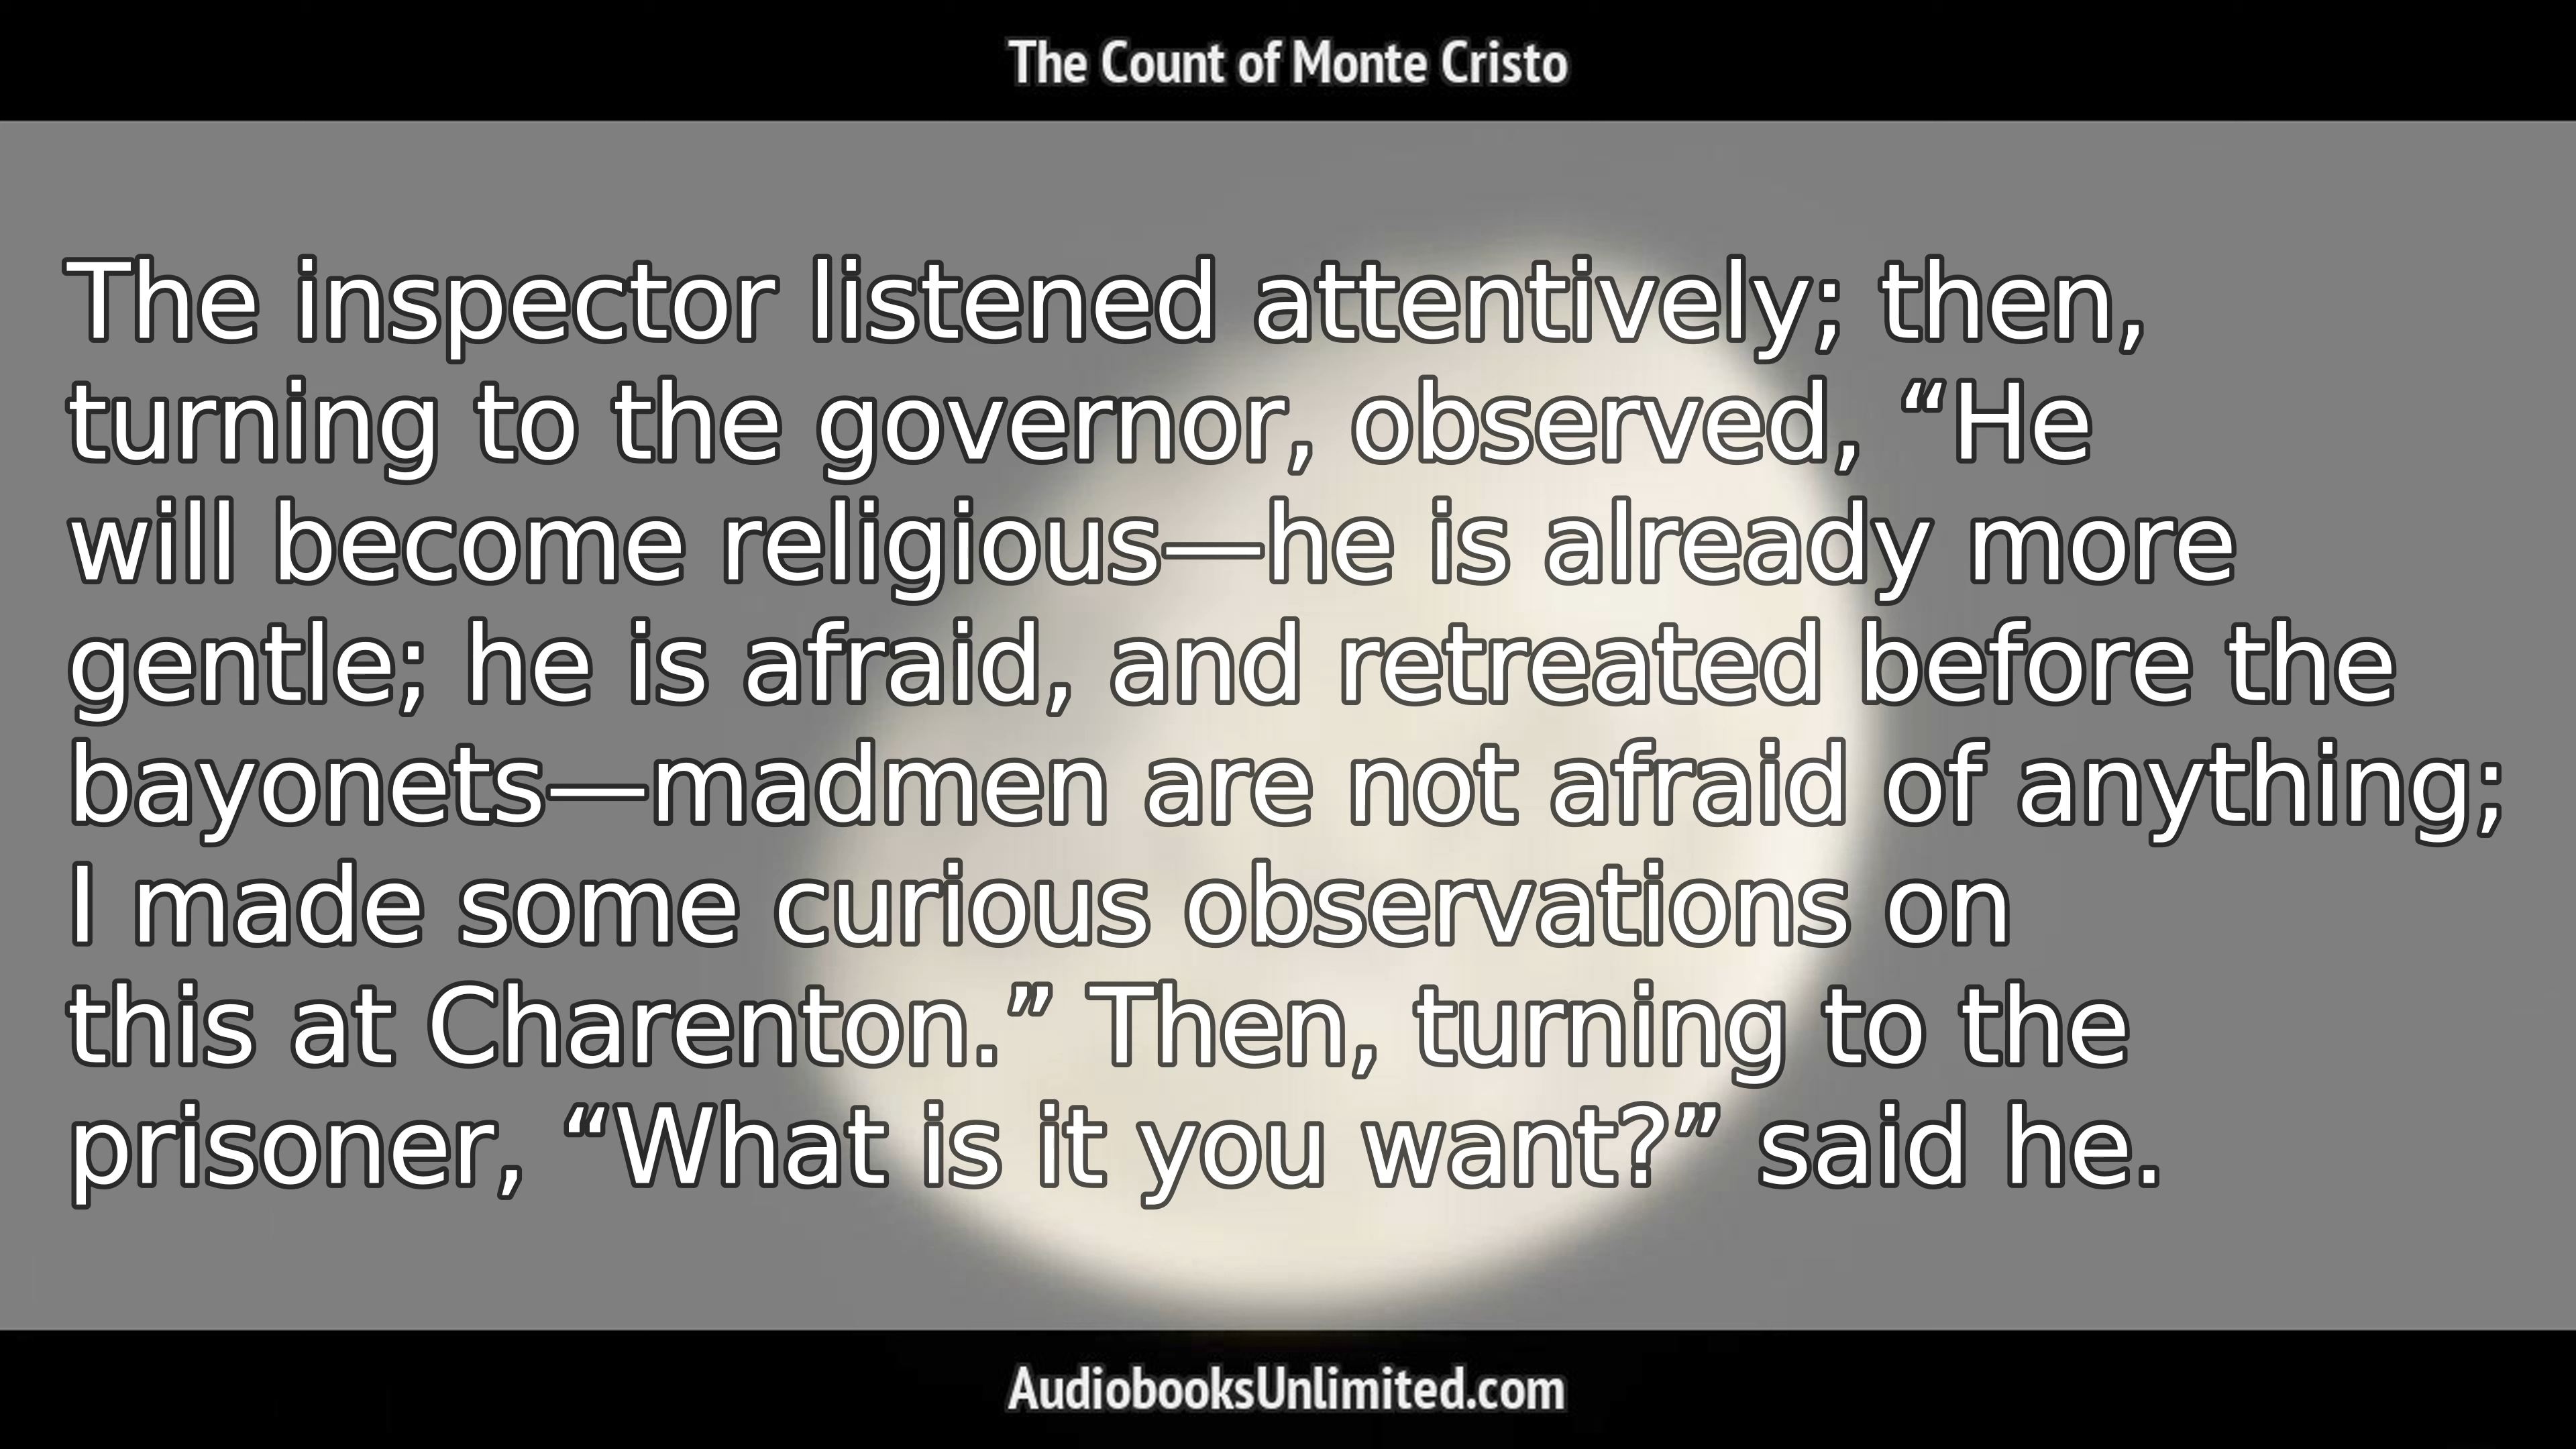 The Count of Monte Cristo
The inspector listened attentively; then,
turning to the governor, observed, “He
will become religious—he is already more
gentle; he is afraid, and retreated before the
bayonets—madmen are not afraid of anything;
I made some curious observations on
this at Charenton.” Then, turning to the
prisoner, “What is it you want?” said he.
AudiobooksUnlimited.com